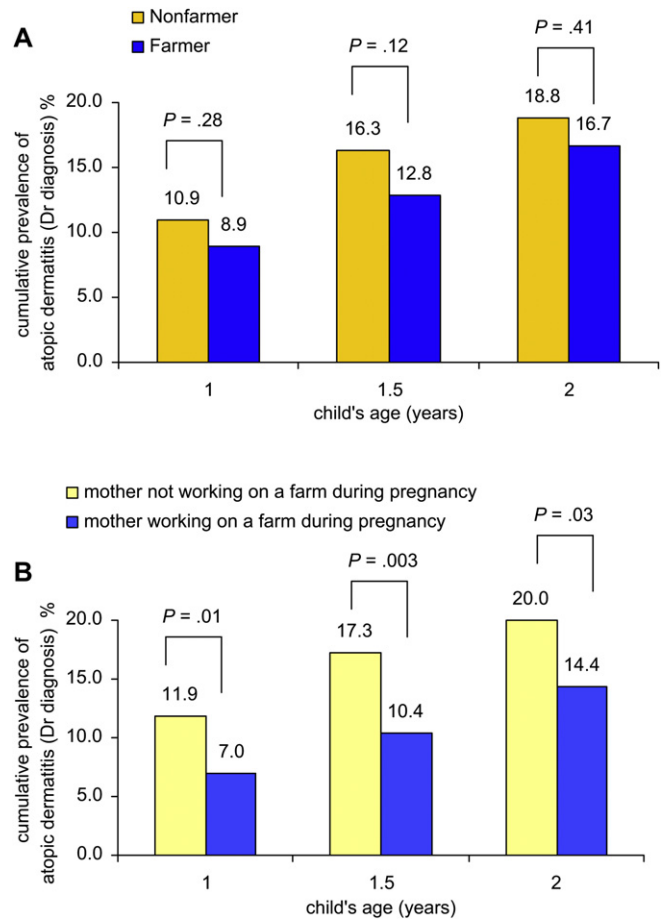 A
Nonfarmer
Farmer
P = .28
P = .12
P = .41
cumulative prevalence of
atopic dermatitis (Dr diagnosis) %
20.0
15.0
10.0
5.0
0.0
10.9
8.9
16.3
12.8
18.8
16.7
1
1.5
2
child's age (years)
mother not working on a farm during pregnancy
mother working on a farm during pregnancy
B
P = .01
P = .003
P = .03
cumulative prevalence of
atopic dermatitis (Dr diagnosis) %
20.0
15.0
10.0
5.0
0.0
11.9
7.0
17.3
10.4
20.0
14.4
1
1.5
2
child's age (years)